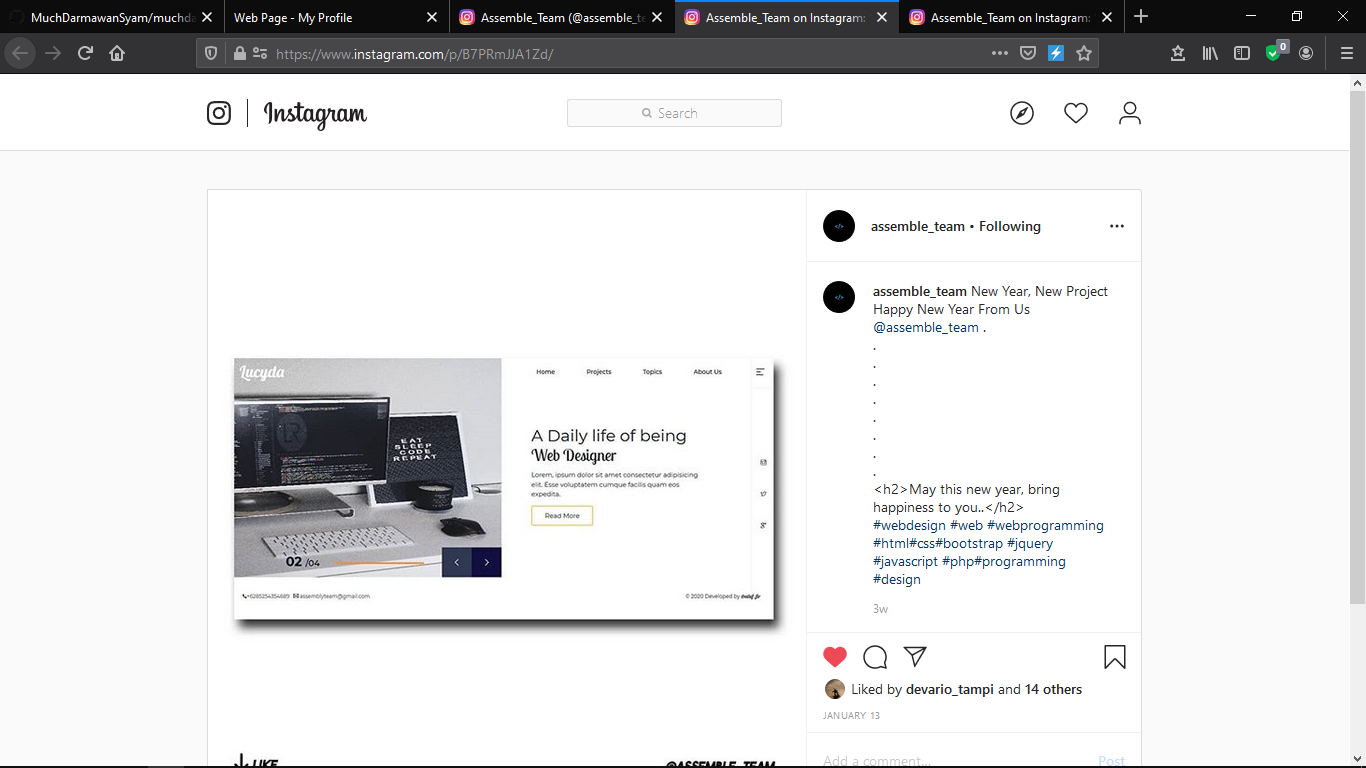 MuchDarmawanSyam/muchda
Web Page - My Profile
Assemble_Team (@assemble_te
Assemble_Team on Instagram:
Assemble_Team on Instagram:
https://www.instagram.com/p/B7PRmJJA1Zd/
0
Instagram
Search
assemble_team • Following
assemble_team New Year, New Project
Happy New Year From Us
@assemble_team .
.
.
.
.
.
.
.
.
<h2>May this new year, bring
happiness to you..</h2>
#webdesign #web #webprogramming
#html#css#bootstrap #jquery
#javascript #php#programming
#design
3w
Lucyda
Home Projects Topics About Us
EAT
SLEEP
CODE
REPEAT
A Daily life of being
Web Designer
Lorem, ipsum dolor sit amet consectetur adipisicing
elit. Esse voluptatem cumque facilis quam eos
expedita.
Read More
02 /04
+6285254354689 assemblyteam@gmail.com
© 2020 Developed by
Liked by devario_tampi and 14 others
JANUARY 13
LIKE
@ASSEMBLE_TEAM
Add a comment... Post